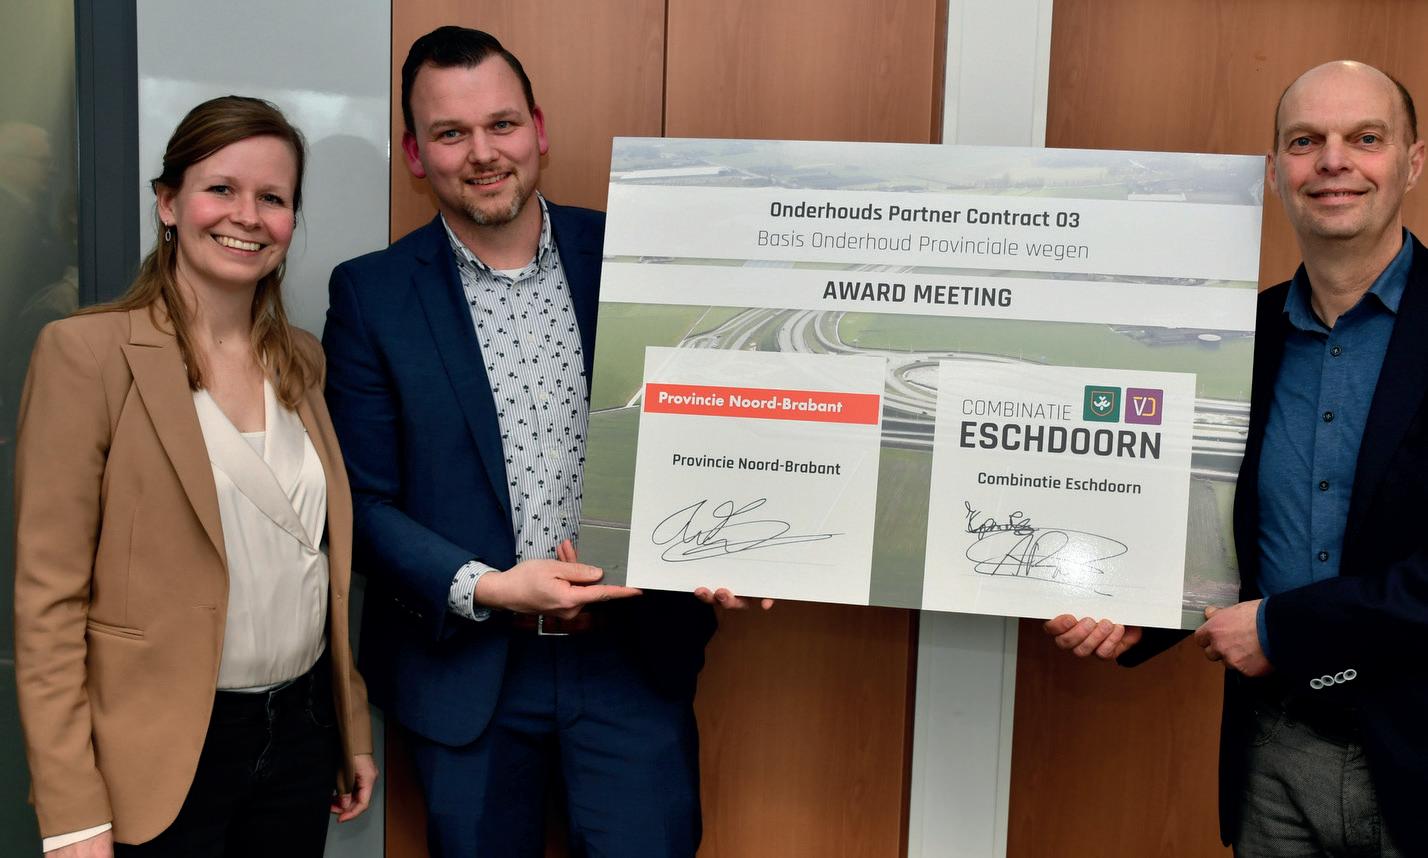 Onderhouds Partner Contract 03
Basis Onderhoud Provinciale wegen
AWARD MEETING
Provincie Noord-Brabant
Provincie Noord-Brabant
COMBINATIE
ESCHDOORN
Combinatie Eschdoorn